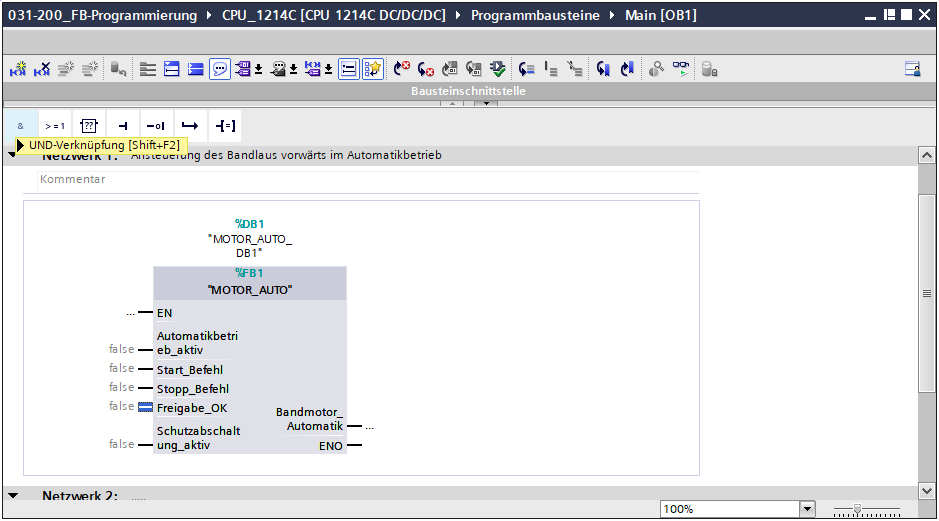 031-200_FB-Programmierung CPU_1214C [CPU 1214C DC/DC/DC] Programmbausteine Main [OB1]
Bausteinschnittstelle
& >=1 ?? -[=]
UND-Verknüpfung [Shift+F2]
Netzwerk 1: Ansteuerung des Bandlaus vorwärts im Automatikbetrieb
Kommentar
%DB1
"MOTOR_AUTO_
DB1"
%FB1
"MOTOR_AUTO"
... EN
Automatikbetri
false eb_aktiv
false Start_Befehl
false Stopp_Befehl
false Freigabe_OK
Bandmotor_
Automatik ...
Schutzabschalt
false ung_aktiv
ENO
Netzwerk 2: .....
100%